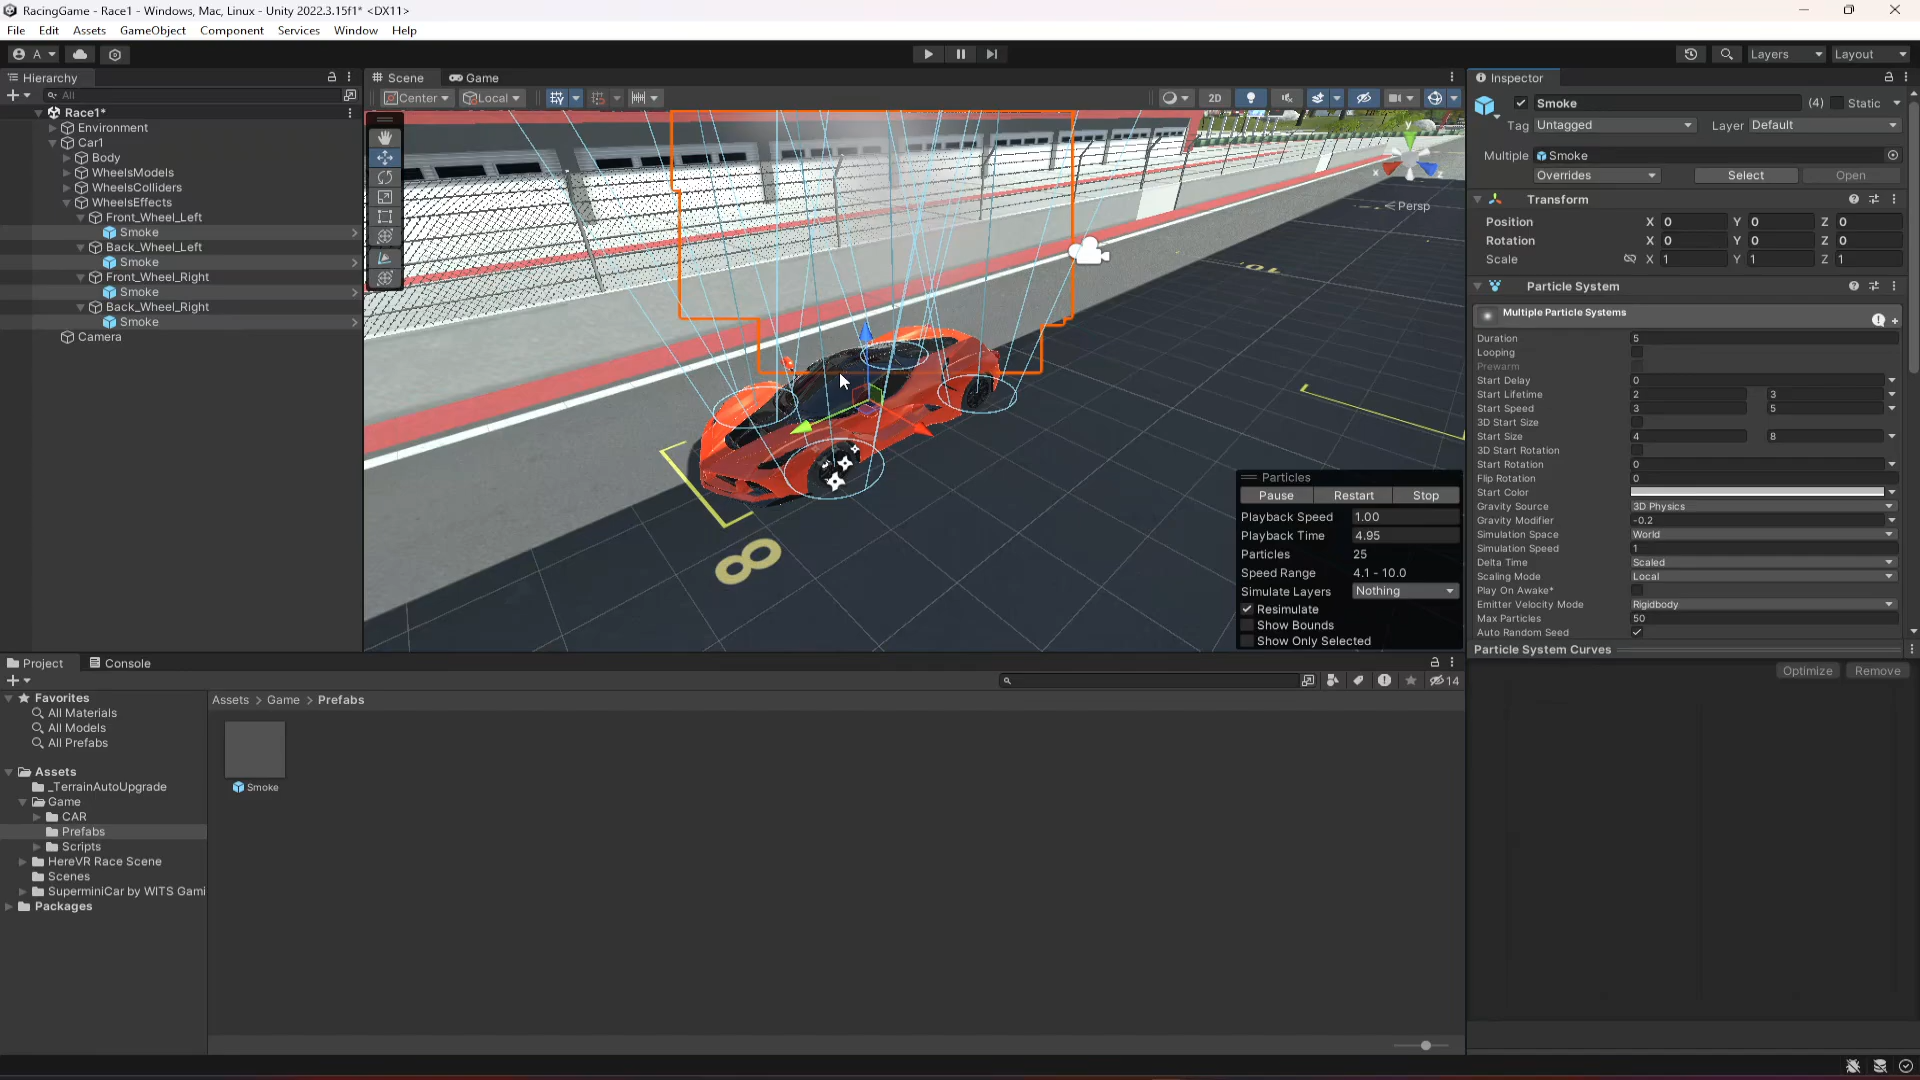 RacingGame - Race1 - Windows, Mac, Linux - Unity 2022.3.15f1* <DX11>
File Edit Assets GameObject Component Services Window Help
A Layers Layout
Hierarchy
All
Race1*
Environment
Car1
Body
WheelsModels
WheelsColliders
WheelsEffects
Front_Wheel_Left
Smoke
Back_Wheel_Left
Smoke
Front_Wheel_Right
Smoke
Back_Wheel_Right
Smoke
Camera
Scene Game
Center Local 2D
y
x
z
Persp
10
8
Particles
Pause Restart Stop
Playback Speed 1.00
Playback Time 4.95
Particles 25
Speed Range 4.1 - 10.0
Simulate Layers Nothing
Resimulate
Show Bounds
Show Only Selected
Inspector
Smoke (4) Static
Tag Untagged Layer Default
Multiple Smoke
Overrides Select Open
Transform
Position X 0 Y 0 Z 0
Rotation X 0 Y 0 Z 0
Scale X 1 Y 1 Z 1
Particle System
Multiple Particle Systems
Duration 5
Looping
Prewarm
Start Delay 0
Start Lifetime 2 3
Start Speed 3 5
3D Start Size
Start Size 4 8
3D Start Rotation
Start Rotation 0
Flip Rotation 0
Start Color
Gravity Source 3D Physics
Gravity Modifier -0.2
Simulation Space World
Simulation Speed 1
Delta Time Scaled
Scaling Mode Local
Play On Awake*
Emitter Velocity Mode Rigidbody
Max Particles 50
Auto Random Seed
Particle System Curves
Optimize Remove
Project Console
14
Favorites
All Materials
All Models
All Prefabs
Assets
_TerrainAutoUpgrade
Game
CAR
Prefabs
Scripts
HereVR Race Scene
Scenes
SuperminiCar by WITS Gami
Packages
Assets > Game > Prefabs
Smoke